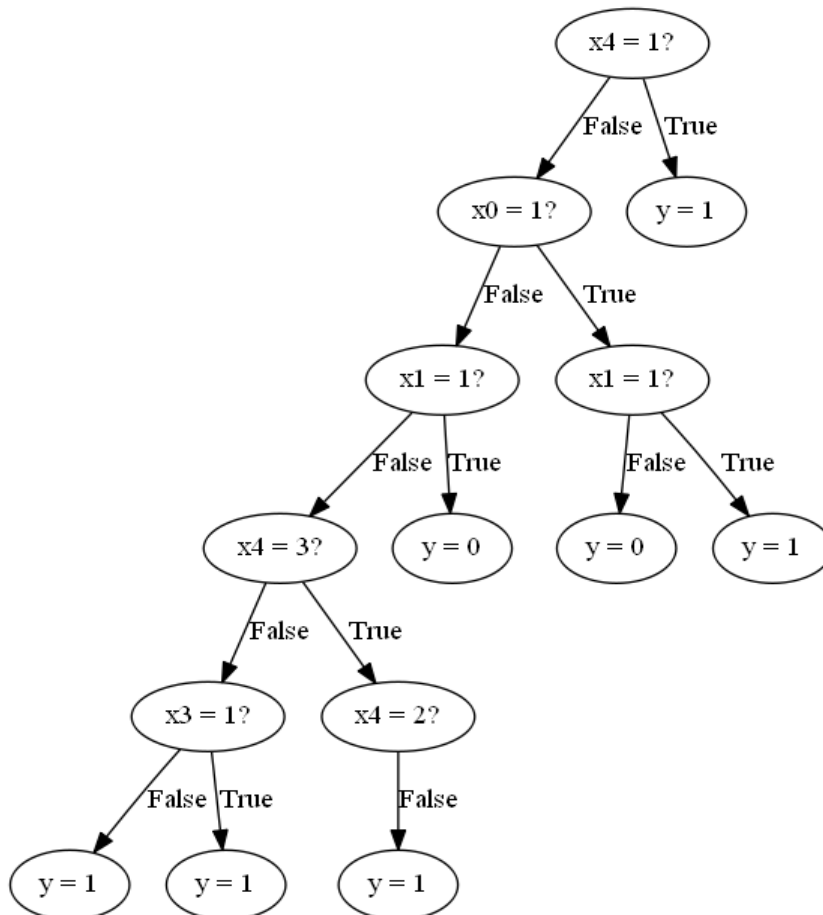 x4 = 1?
False
True
x0 = 1?
y = 1
False
True
x1 = 1?
x1 = 1?
False
True
False
True
x4 = 3?
y = 0
y = 0
y = 1
False
True
x3 = 1?
x4 = 2?
False
True
False
y = 1
y = 1
y = 1